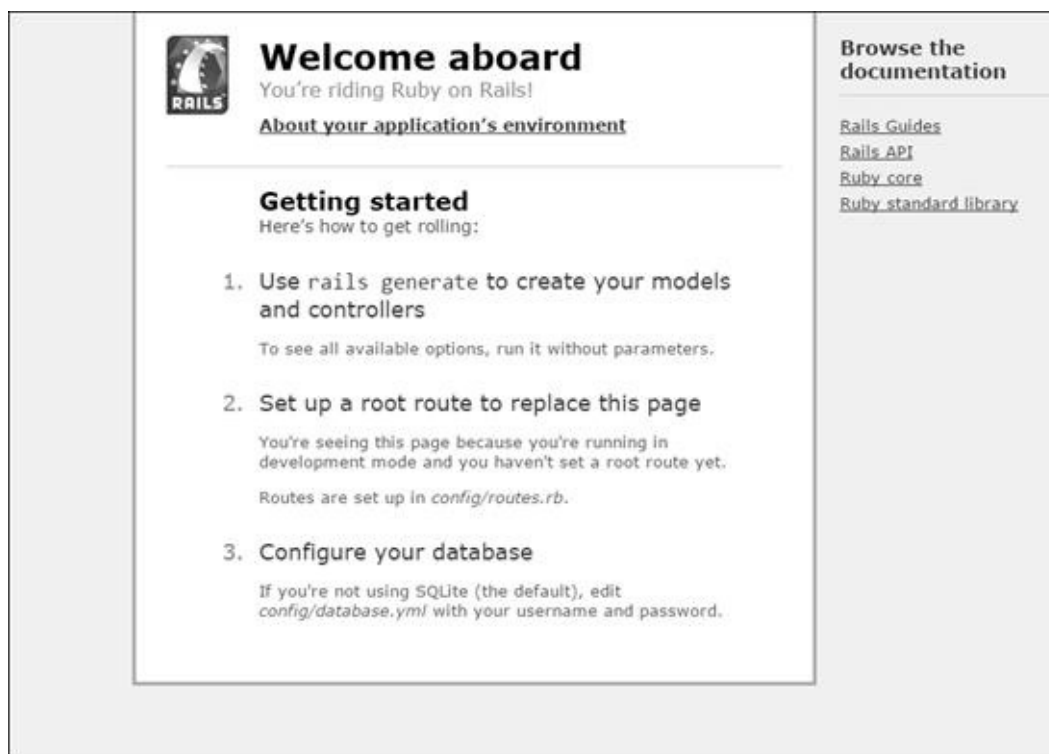 RAILS
Welcome aboard
You're riding Ruby on Rails!
About your application's environment
Getting started
Here's how to get rolling:
1. Use rails generate to create your models
and controllers
To see all available options, run it without parameters.
2. Set up a root route to replace this page
You're seeing this page because you're running in
development mode and you haven't set a root route yet.
Routes are set up in config/routes.rb.
3. Configure your database
If you're not using SQLite (the default), edit
config/database.yml with your username and password.
Browse the
documentation
Rails Guides
Rails API
Ruby core
Ruby standard library